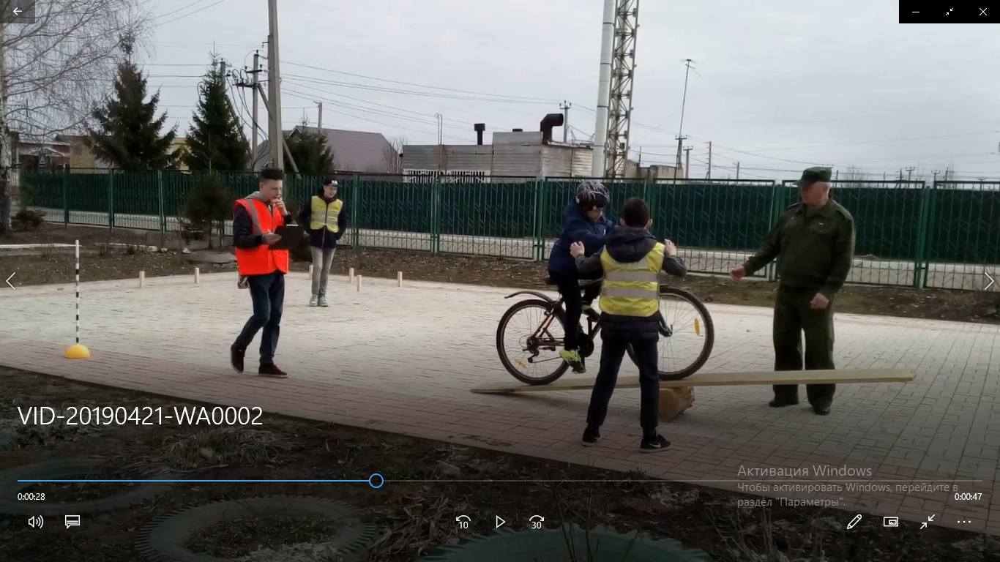 VID-20190421-WA0002
Активация Windows
Чтобы активировать Windows, перейдите в
раздел "Параметры".
0:00:28
0:00:47
10
30